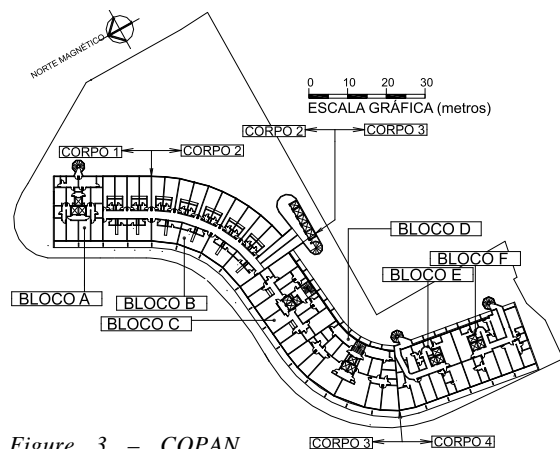 NORTE MAGNÉTICO
0 10 20 30
ESCALA GRÁFICA (metros)
CORPO 2 CORPO 3
CORPO 1 CORPO 2
BLOCO D
BLOCO F
BLOCO E
BLOCO A
BLOCO B
BLOCO C
CORPO 3 CORPO 4
Figure 3 – COPAN